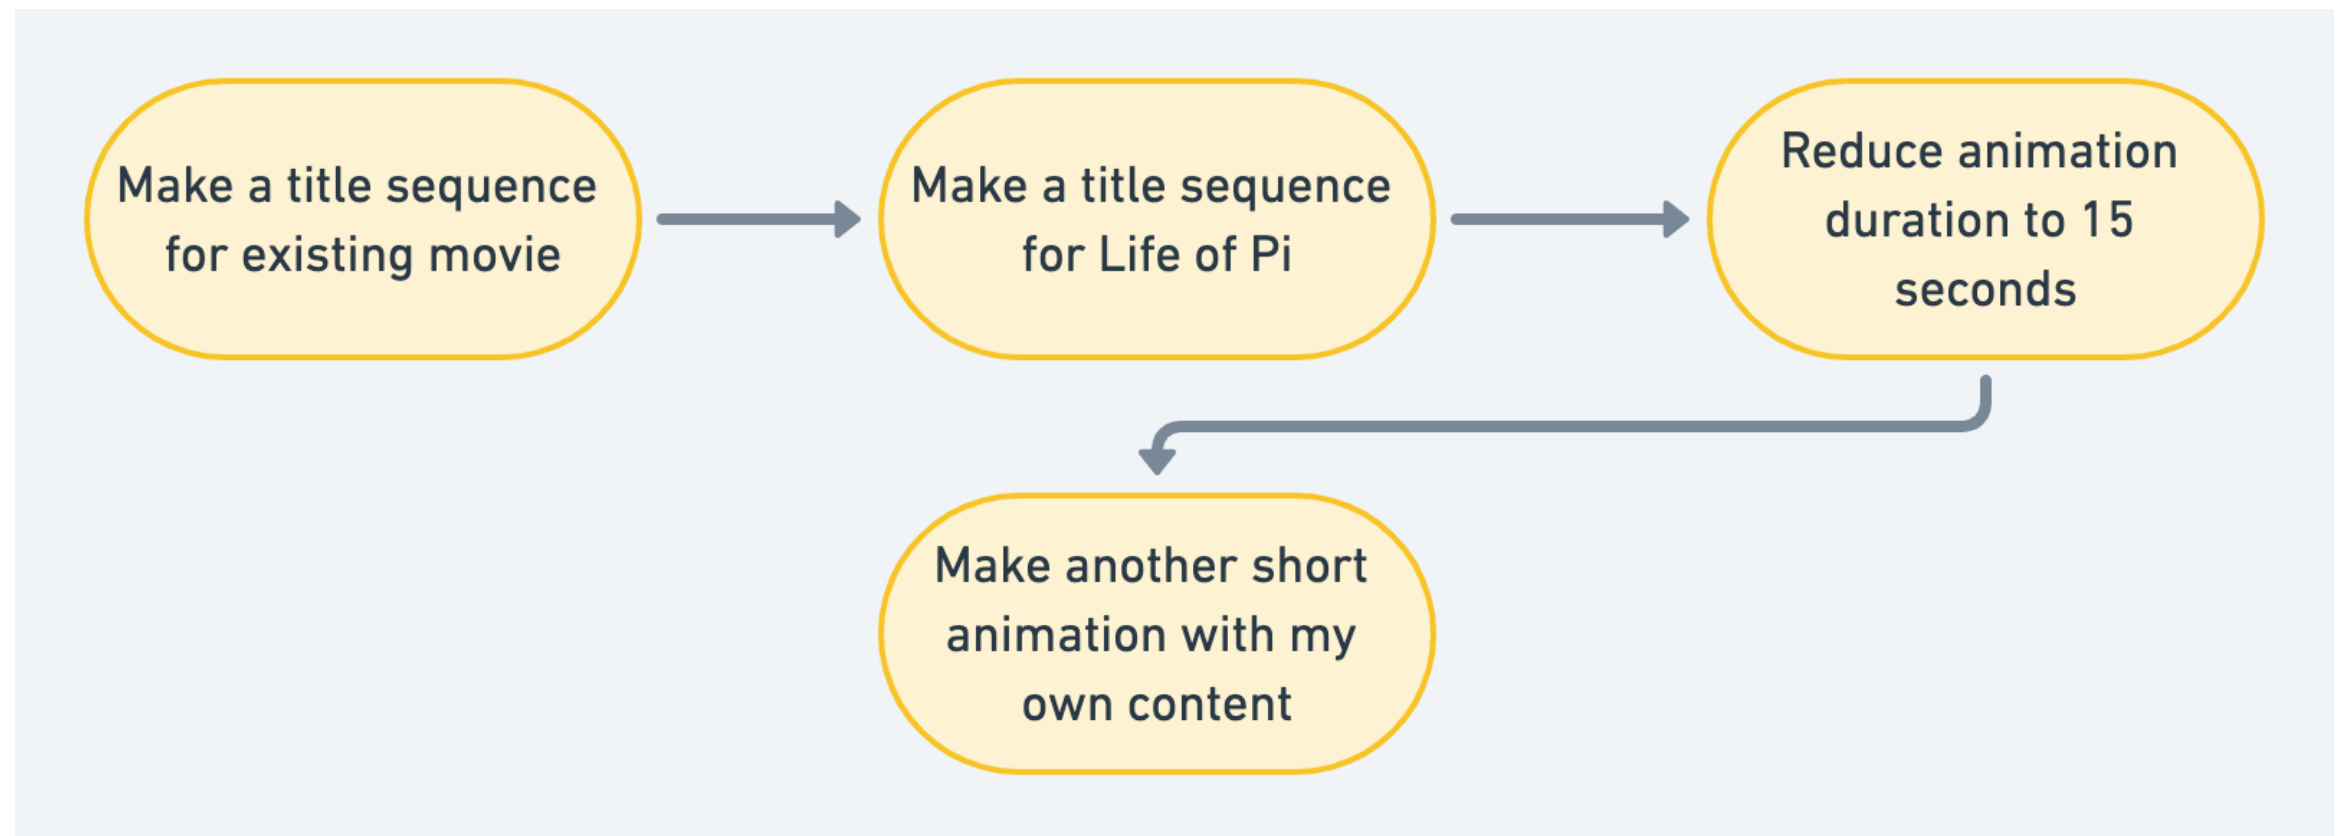 Make a title sequence
for existing movie
Make a title sequence
for Life of Pi
Reduce animation
duration to 15
seconds
Make another short
animation with my
own content